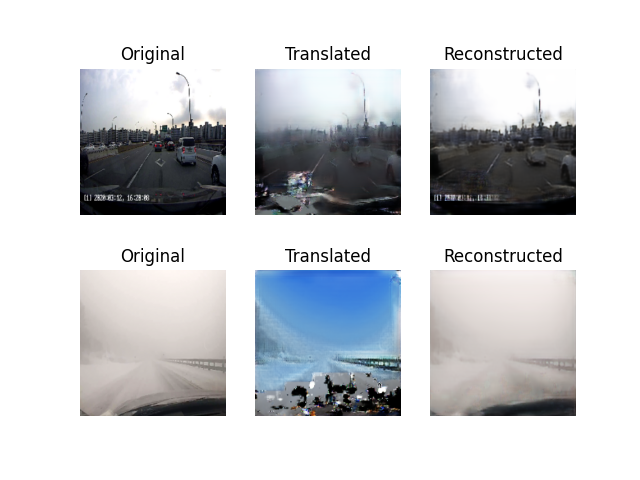 Original
Translated
Reconstructed
Original
Translated
Reconstructed